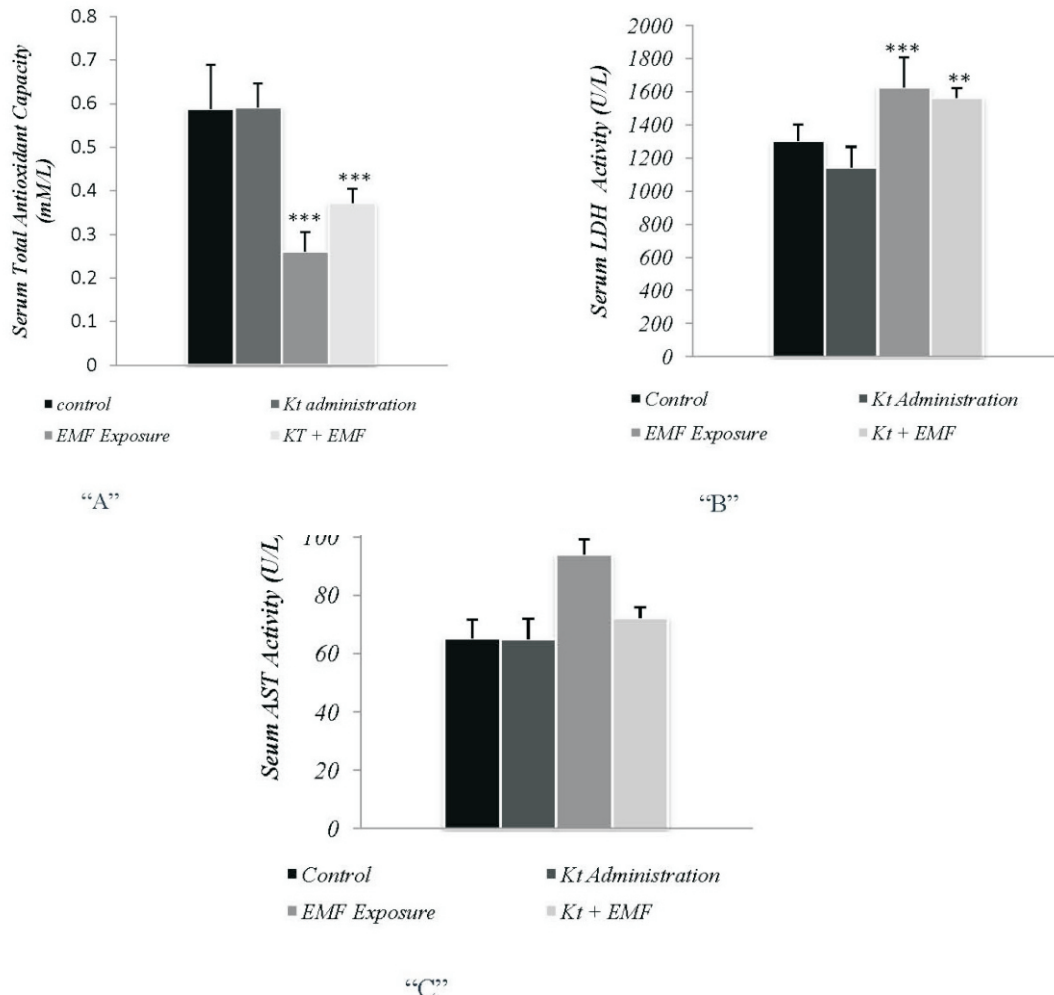 Serum Total Antioxidant Capacity
(mM/L)
0.8
0.7
0.6
0.5
0.4
0.3
0.2
0.1
0
***
***
control
Kt administration
EMF Exposure
KT + EMF
“A”
Serum LDH Activity (U/L)
2000
1800
1600
1400
1200
1000
800
600
400
200
0
***
**
Control
Kt Administration
EMF Exposure
Kt + EMF
“B”
Seum AST Activity (U/L)
100
80
60
40
20
0
Control
Kt Administration
EMF Exposure
Kt + EMF
“C”